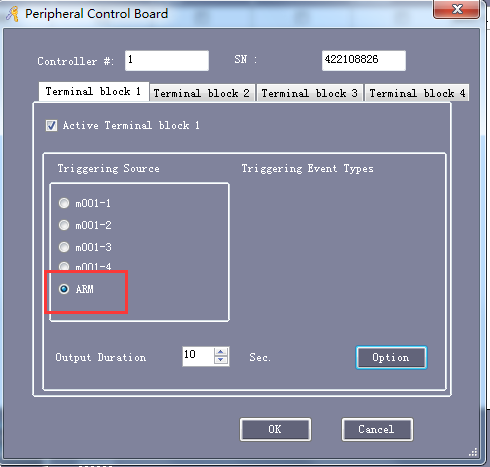 Peripheral Control Board
Controller #: 1 SN : 422108826
Terminal block 1 Terminal block 2 Terminal block 3 Terminal block 4
Active Terminal block 1
Triggering Source Triggering Event Types
m001-1
m001-2
m001-3
m001-4
ARM
Output Duration 10 Sec. Option
OK Cancel